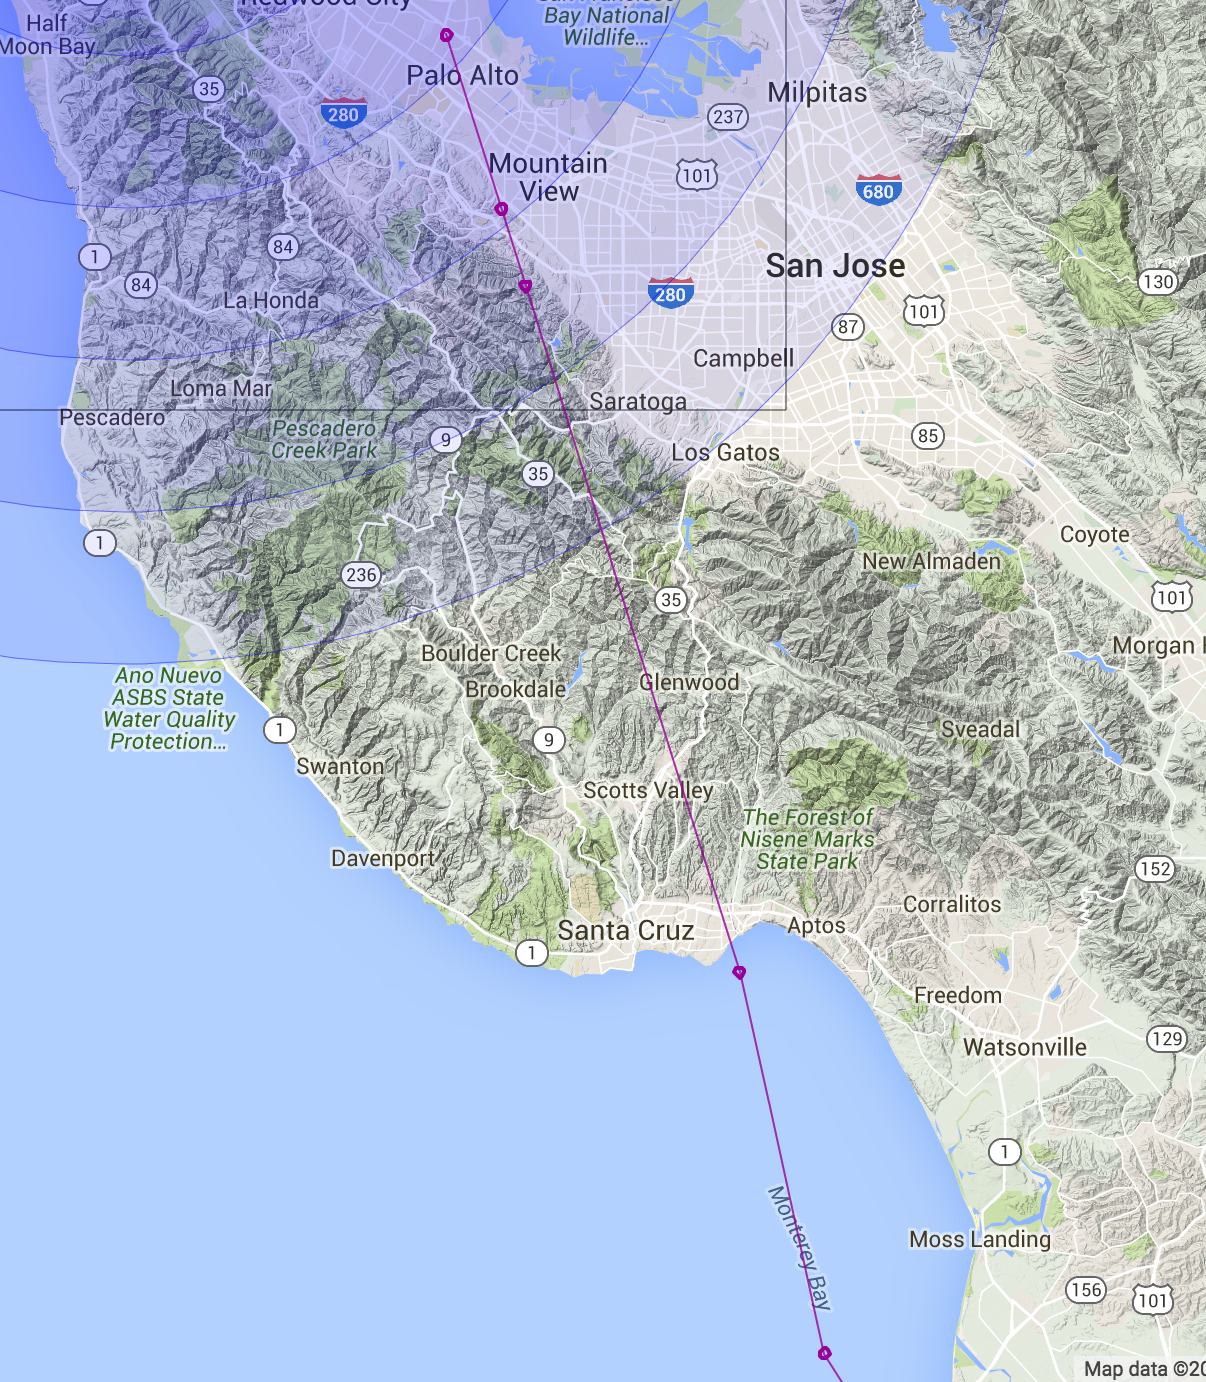 Redwood City
San Francisco
Bay National
Wildlife...
Half
Moon Bay
35
Palo Alto
280
Milpitas
237
Mountain
View
101
680
1
84
84
La Honda
San Jose
280
130
101
87
Campbell
Loma Mar
Saratoga
Pescadero
Pescadero
Creek Park
9
85
Los Gatos
35
1
Coyote
New Almaden
236
101
35
Boulder Creek
Morgan H
Ano Nuevo
ASBS State
Water Quality
Protection...
Brookdale
Glenwood
1
Sveadal
9
Swanton
Scotts Valley
The Forest of
Nisene Marks
State Park
Davenport
152
Corralitos
Santa Cruz
Aptos
1
Freedom
129
Watsonville
1
Monterey Bay
Moss Landing
156
101
Map data ©20